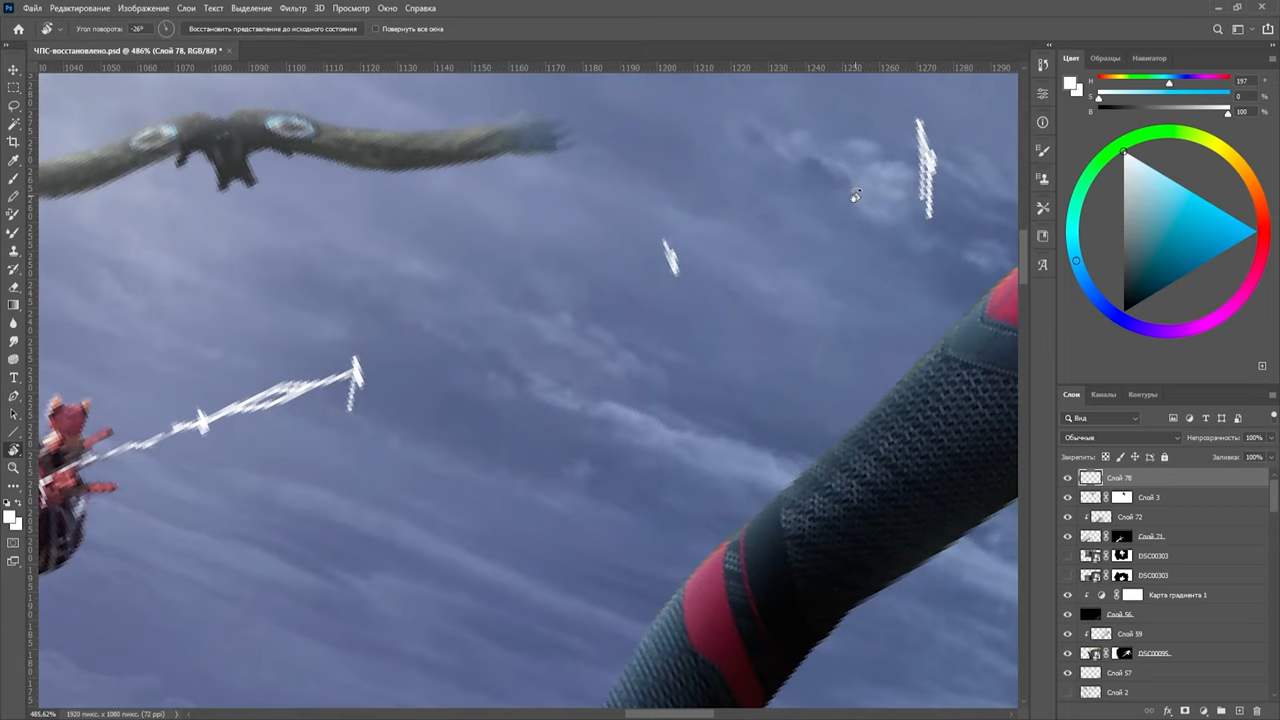 Файл Редактирование Изображение Слои Текст Выделение Фильтр 3D Просмотр Окно Справка
Угол поворота: -26° Восстановить представление до исходного состояния Повернуть все окна
ЧПС-восстановлено.psd @ 486% (Слой 78, RGB/8#) *
1040 1060 1070 1080 1090 1100 1110 1120 1130 1140 1150 1160 1170 1180 1190 1200 1210 1220 1230 1240 1250 1260 1270 1280 1290
Цвет Образцы Навигатор
H 197 °
S 0 %
B 100 %
Слои Каналы Контуры
Вид
Обычные Непрозрачность: 100%
Закрепить: Заливка: 100%
Слой 78
Слой 3
Слой 72
Слой 71
DSC00303
DSC00303
Карта градиента 1
Слой 56
Слой 59
DSC00095
Слой 57
Слой 2
485,62% 1920 пикс. x 1080 пикс. (72 ppi)